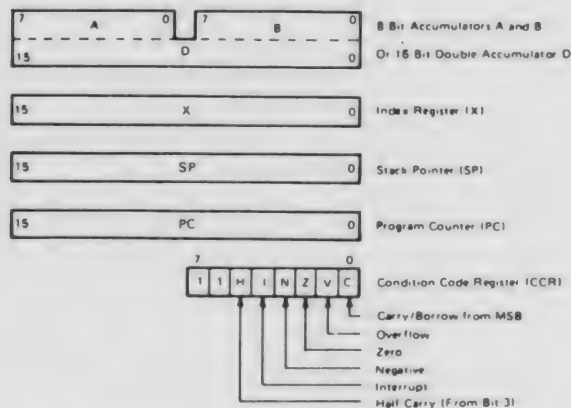 7 A 0 7 B 0 8 Bit Accumulators A and B
15 D 0 Or 16 Bit Double Accumulator D
15 X 0 Index Register (X)
15 SP 0 Stack Pointer (SP)
15 PC 0 Program Counter (PC)
7 0
1 1 H I N Z V C Condition Code Register (CCR)
Carry/Borrow from MSB
Overflow
Zero
Negative
Interrupt
Half Carry (From Bit 3)